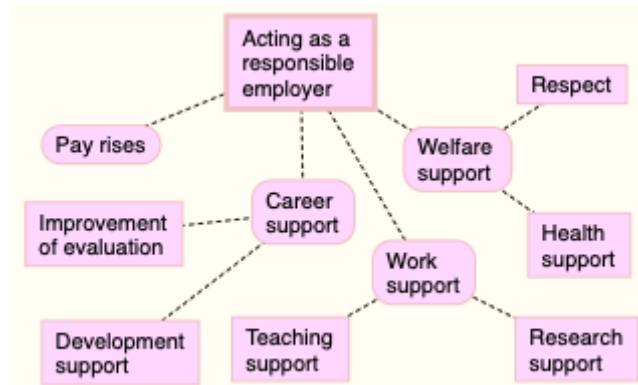 Acting as a
responsible
employer
Respect
Pay rises
Welfare
support
Career
support
Improvement
of evaluation
Health
support
Work
support
Development
support
Teaching
support
Research
support